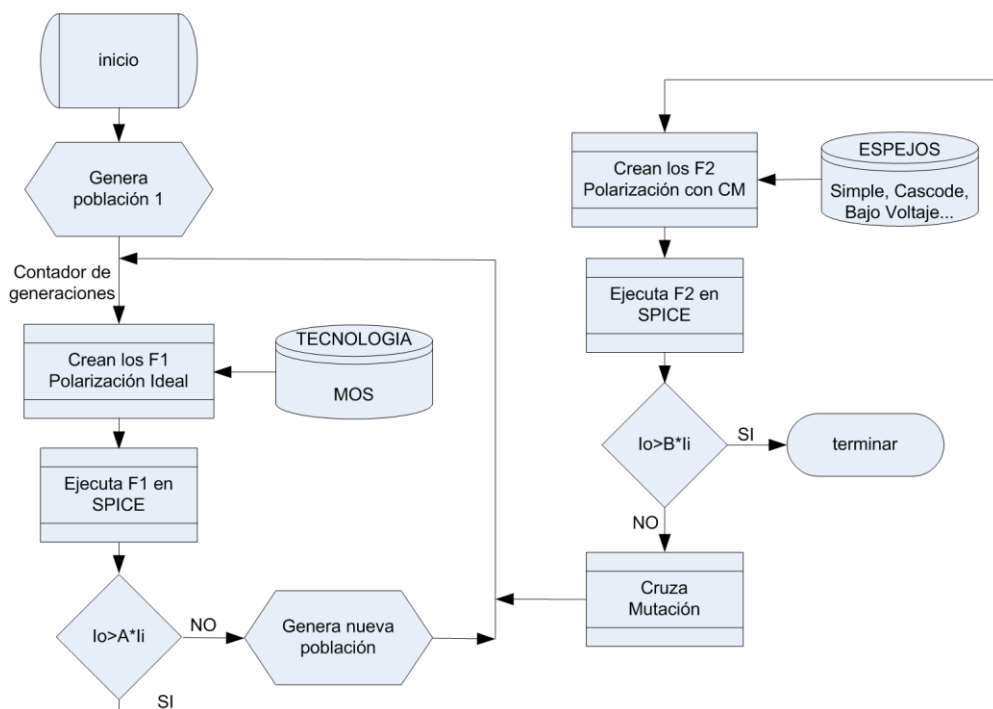 inicio
Genera
población 1
Contador de
generaciones
Crean los F1
Polarización Ideal
TECNOLOGIA
MOS
Ejecuta F1 en
SPICE
Io>A*Ii
NO
Genera nueva
población
SI
Crean los F2
Polarización con CM
ESPEJOS
Simple, Cascode,
Bajo Voltaje...
Ejecuta F2 en
SPICE
Io>B*Ii
SI
terminar
NO
Cruza
Mutación